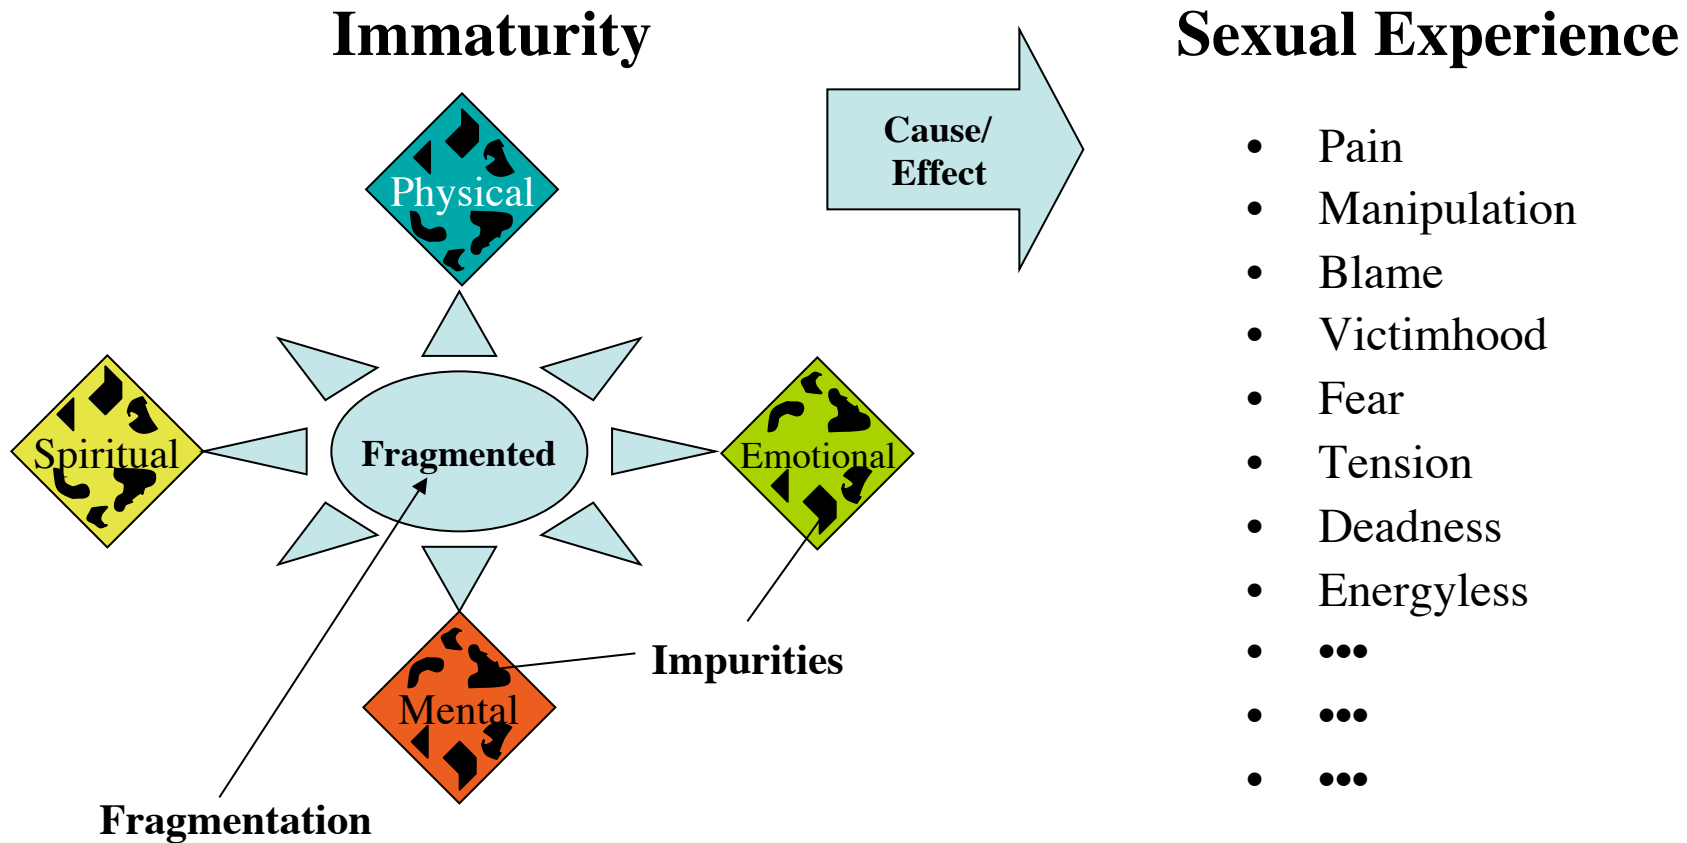 Immaturity
Physical
Spiritual
Fragmented
Emotional
Mental
Impurities
Fragmentation
Cause/
Effect
Sexual Experience
• Pain
• Manipulation
• Blame
• Victimhood
• Fear
• Tension
• Deadness
• Energyless
• •••
• •••
• •••